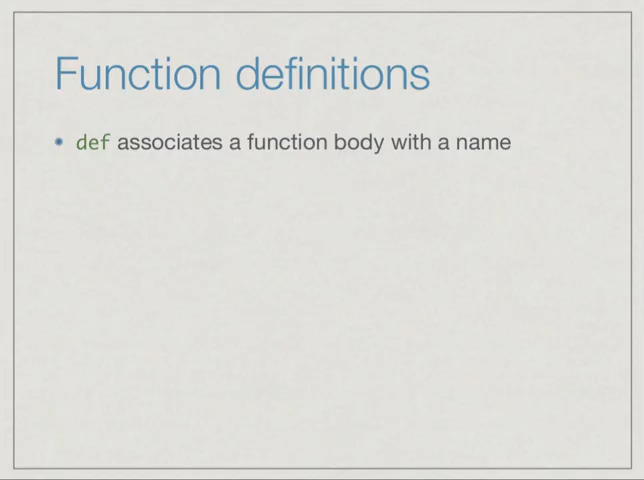 Function definitions
def associates a function body with a name